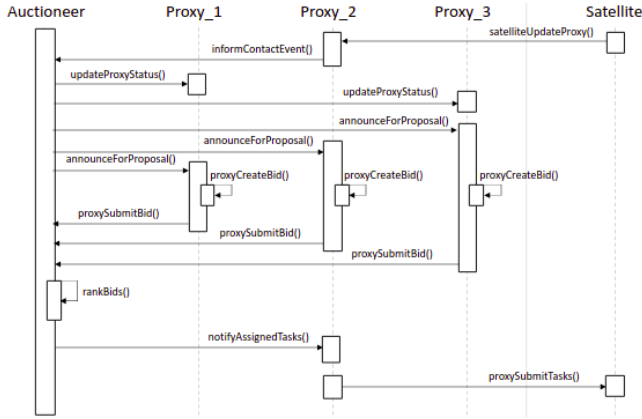 Auctioneer Proxy_1 Proxy_2 Proxy_3 Satellite
satelliteUpdateProxy()
informContactEvent()
updateProxyStatus()
updateProxyStatus()
announceForProposal()
announceForProposal()
announceForProposal()
proxyCreateBid() proxyCreateBid() proxyCreateBid()
proxySubmitBid()
proxySubmitBid()
proxySubmitBid()
rankBids()
notifyAssignedTasks()
proxySubmitTasks()